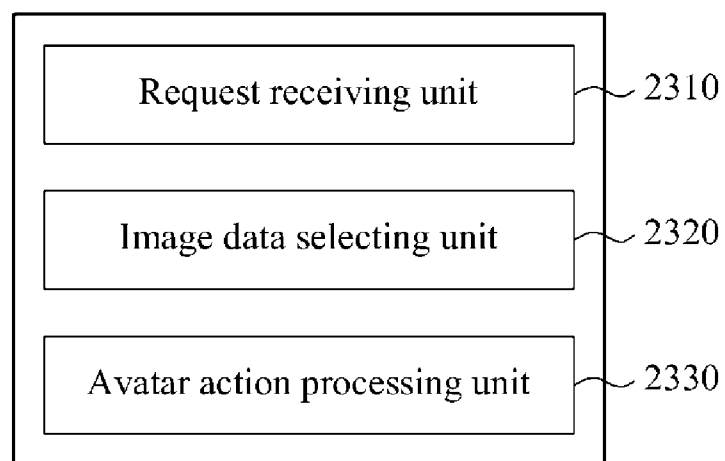 Request receiving unit 2310
Image data selecting unit 2320
Avatar action processing unit 2330